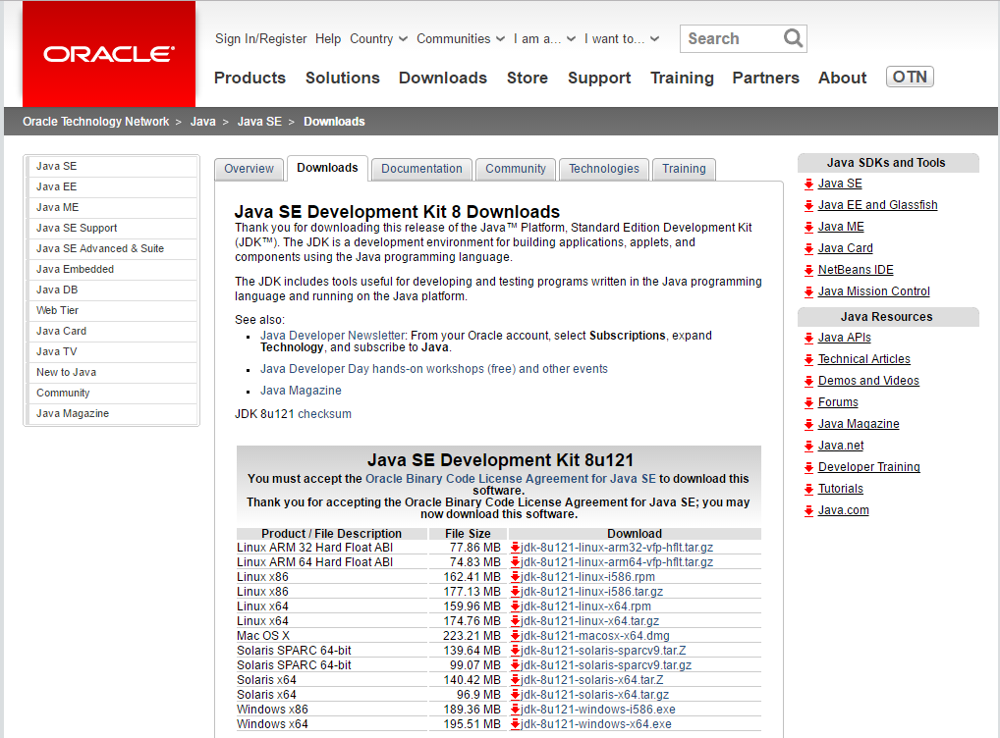 ORACLE®
Sign In/Register Help Country Communities I am a... I want to... Search
Products Solutions Downloads Store Support Training Partners About OTN
Oracle Technology Network > Java > Java SE > Downloads
Java SE
Java EE
Java ME
Java SE Support
Java SE Advanced & Suite
Java Embedded
Java DB
Web Tier
Java Card
Java TV
New to Java
Community
Java Magazine
Overview Downloads Documentation Community Technologies Training
Java SE Development Kit 8 Downloads
Thank you for downloading this release of the Java™ Platform, Standard Edition Development Kit
(JDK™). The JDK is a development environment for building applications, applets, and
components using the Java programming language.
The JDK includes tools useful for developing and testing programs written in the Java programming
language and running on the Java platform.
See also:
Java Developer Newsletter: From your Oracle account, select Subscriptions, expand
Technology, and subscribe to Java.
Java Developer Day hands-on workshops (free) and other events
Java Magazine
JDK 8u121 checksum
Java SE Development Kit 8u121
You must accept the Oracle Binary Code License Agreement for Java SE to download this
software.
Thank you for accepting the Oracle Binary Code License Agreement for Java SE; you may
now download this software.
Product / File Description File Size Download
Linux ARM 32 Hard Float ABI 77.86 MB jdk-8u121-linux-arm32-vfp-hflt.tar.gz
Linux ARM 64 Hard Float ABI 74.83 MB jdk-8u121-linux-arm64-vfp-hflt.tar.gz
Linux x86 162.41 MB jdk-8u121-linux-i586.rpm
Linux x86 177.13 MB jdk-8u121-linux-i586.tar.gz
Linux x64 159.96 MB jdk-8u121-linux-x64.rpm
Linux x64 174.76 MB jdk-8u121-linux-x64.tar.gz
Mac OS X 223.21 MB jdk-8u121-macosx-x64.dmg
Solaris SPARC 64-bit 139.64 MB jdk-8u121-solaris-sparcv9.tar.Z
Solaris SPARC 64-bit 99.07 MB jdk-8u121-solaris-sparcv9.tar.gz
Solaris x64 140.42 MB jdk-8u121-solaris-x64.tar.Z
Solaris x64 96.9 MB jdk-8u121-solaris-x64.tar.gz
Windows x86 189.36 MB jdk-8u121-windows-i586.exe
Windows x64 195.51 MB jdk-8u121-windows-x64.exe
Java SDKs and Tools
Java SE
Java EE and Glassfish
Java ME
Java Card
NetBeans IDE
Java Mission Control
Java Resources
Java APIs
Technical Articles
Demos and Videos
Forums
Java Magazine
Java.net
Developer Training
Tutorials
Java.com